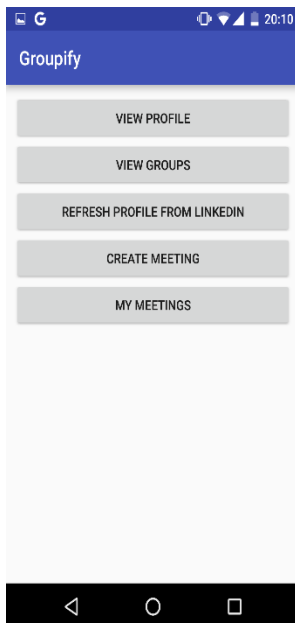 G 20:10
Groupify
VIEW PROFILE
VIEW GROUPS
REFRESH PROFILE FROM LINKEDIN
CREATE MEETING
MY MEETINGS